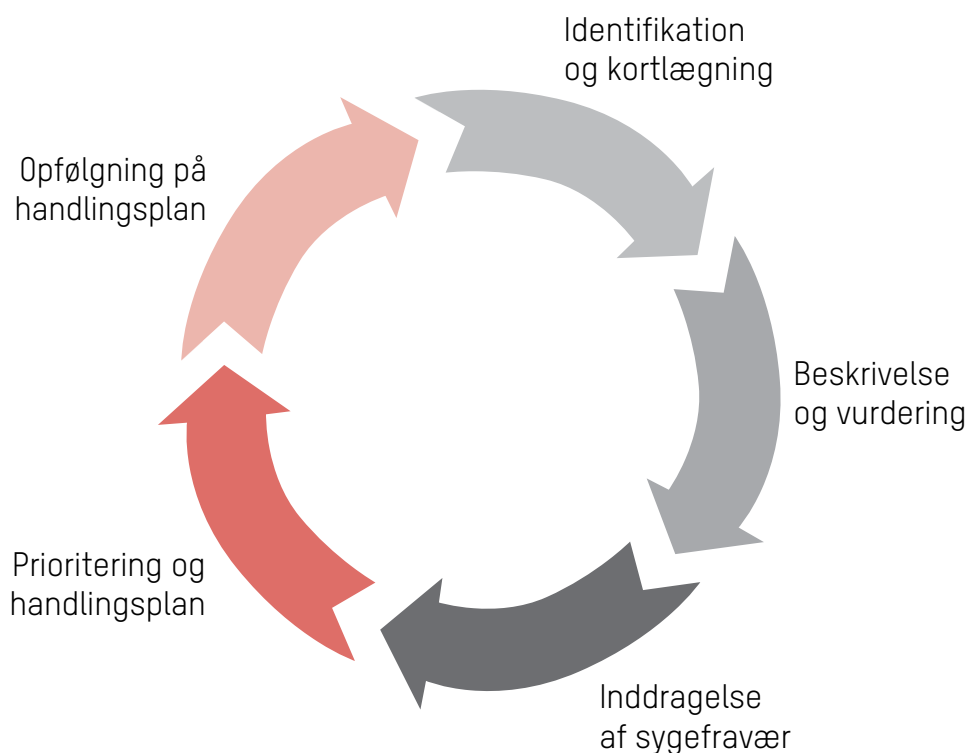 Identifikation
og kortlægning
Beskrivelse
og vurdering
Inddragelse
af sygefravær
Prioritering og
handlingsplan
Opfølgning på
handlingsplan